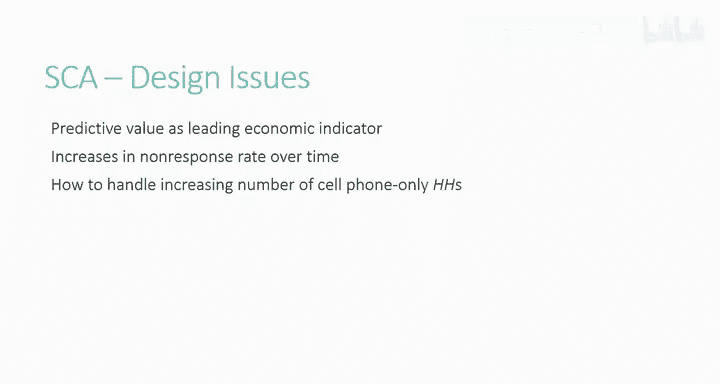 SCA – Design Issues
Predictive value as leading economic indicator
Increases in nonresponse rate over time
How to handle increasing number of cell phone-only HHs